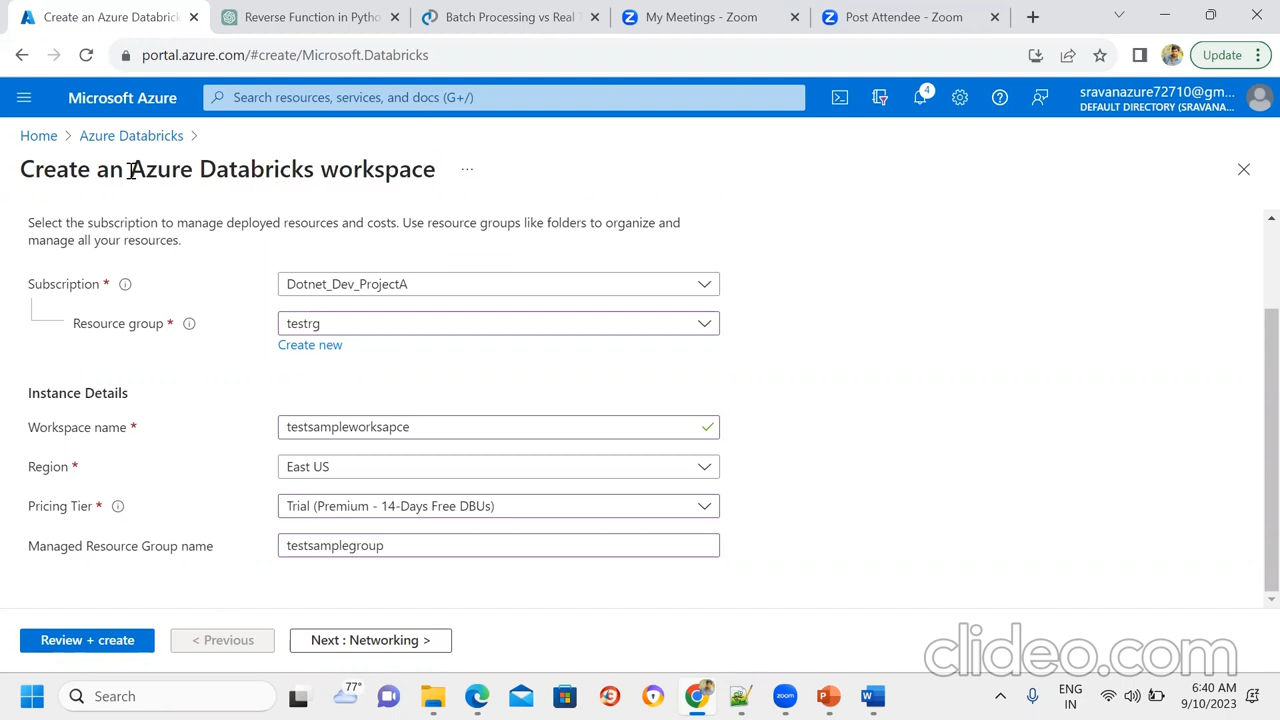 Create an Azure Databrick
Reverse Function in Pytho
Batch Processing vs Real T
My Meetings - Zoom
Post Attendee - Zoom
portal.azure.com/#create/Microsoft.Databricks
Update
Microsoft Azure
Search resources, services, and docs (G+/)
4
sravanazure72710@gm...
DEFAULT DIRECTORY (SRAVANA...
Home > Azure Databricks >
Create an Azure Databricks workspace ...
Select the subscription to manage deployed resources and costs. Use resource groups like folders to organize and
manage all your resources.
Subscription *
Dotnet_Dev_ProjectA
Resource group *
testrg
Create new
Instance Details
Workspace name *
testsampleworksapce
Region *
East US
Pricing Tier *
Trial (Premium - 14-Days Free DBUs)
Managed Resource Group name
testsamplegroup
Review + create
< Previous
Next : Networking >
clideo.com
Search
77°
zoom
ENG
IN
6:40 AM
9/10/2023